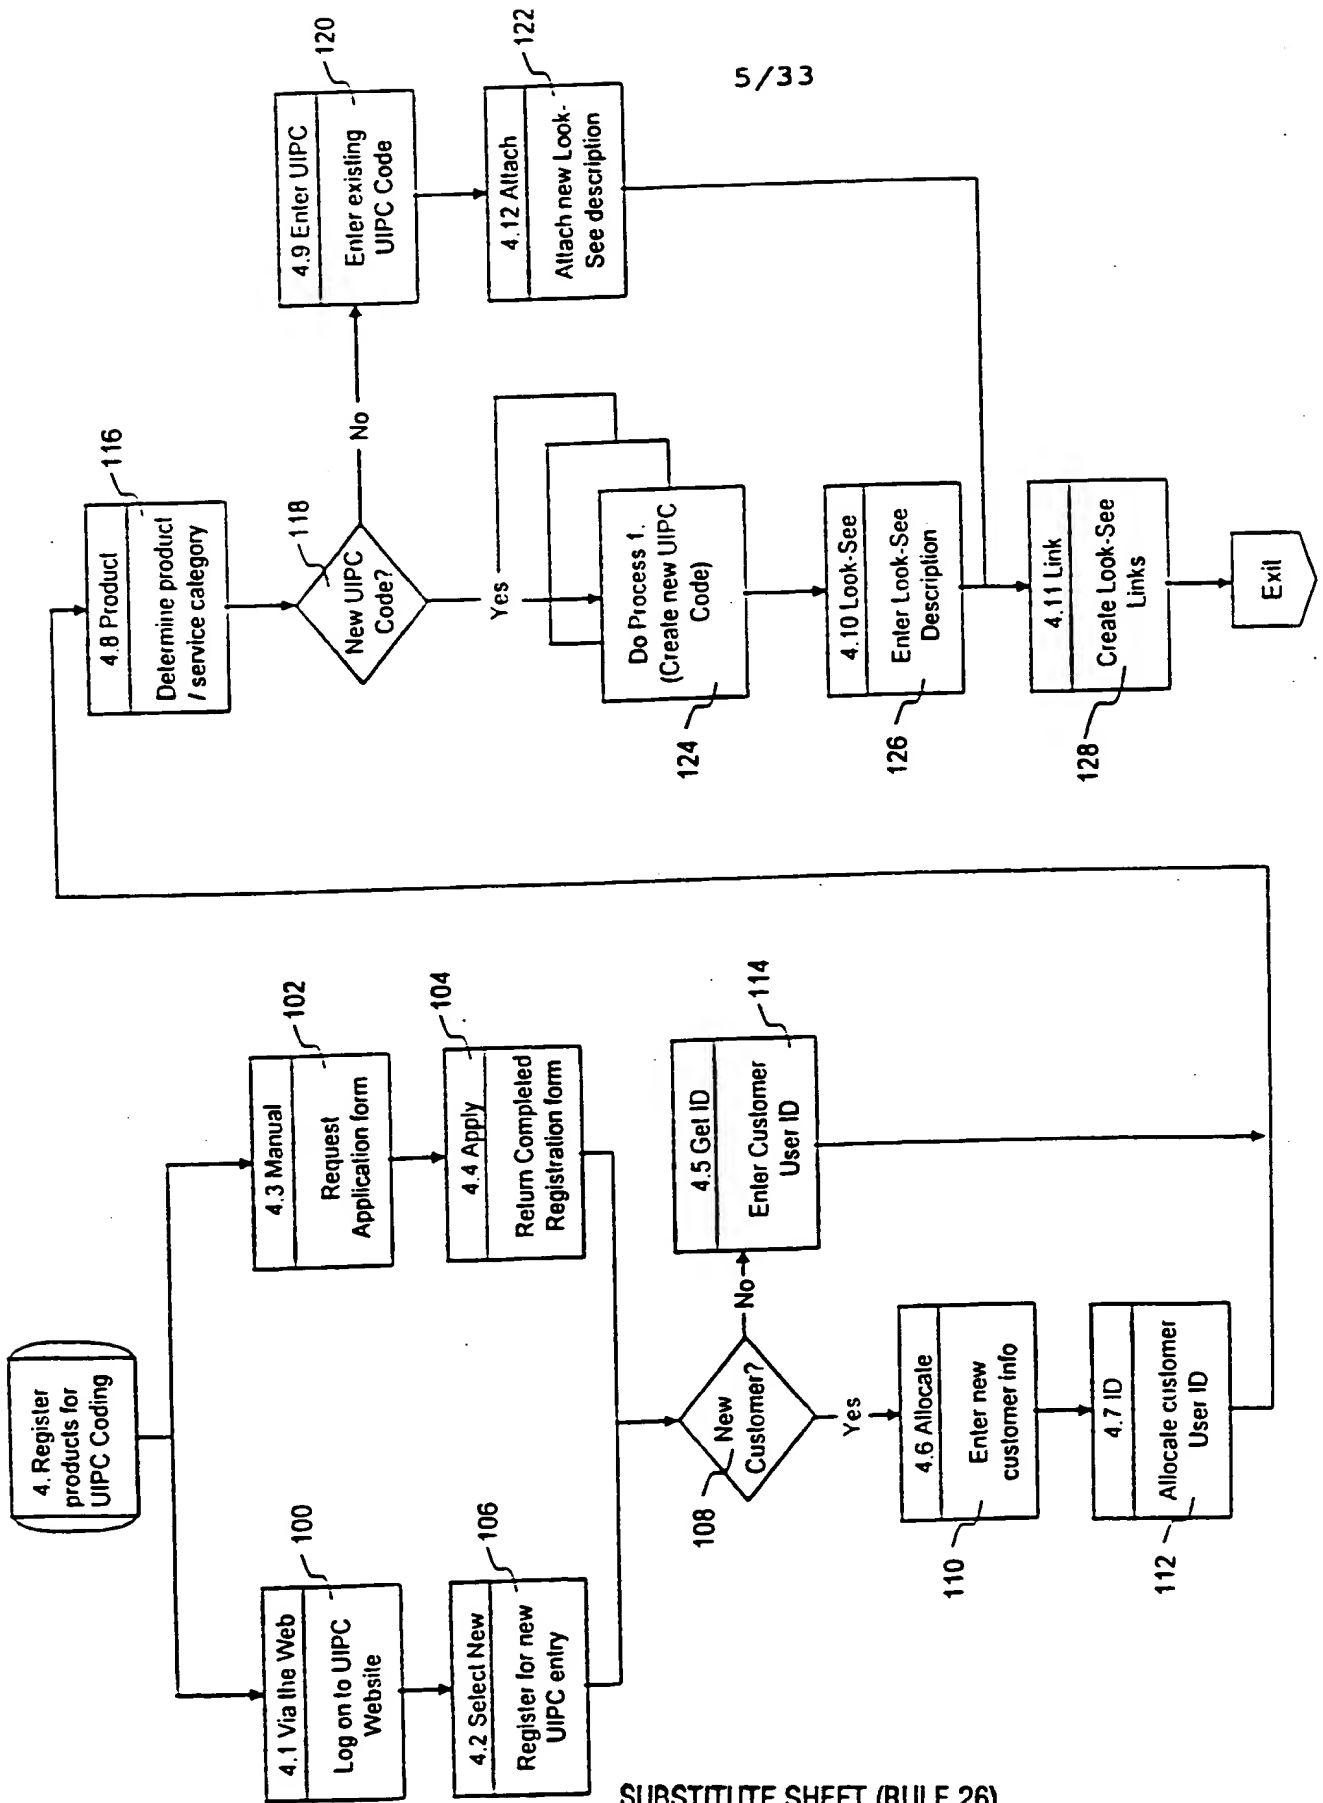 5/33
4. Register
products for
UIPC Coding
4.1 Via the Web
Log on to UIPC
Website
100
4.2 Select New
Register for new
UIPC entry
106
4.3 Manual
Request
Application form
102
4.4 Apply
Return Completed
Registration form
104
New
Customer?
108
No
4.5 Get ID
Enter Customer
User ID
114
Yes
4.6 Allocate
Enter new
customer info
110
4.7 ID
Allocate customer
User ID
112
4.8 Product
Determine product
/ service category
116
New UIPC
Code?
118
No
4.9 Enter UIPC
Enter existing
UIPC Code
120
4.12 Attach
Attach new Look-
See description
122
Yes
Do Process 1.
(Create new UIPC
Code)
124
4.10 Look-See
Enter Look-See
Description
126
4.11 Link
Create Look-See
Links
128
Exit
SUBSTITUTE SHEET (RULE 26)